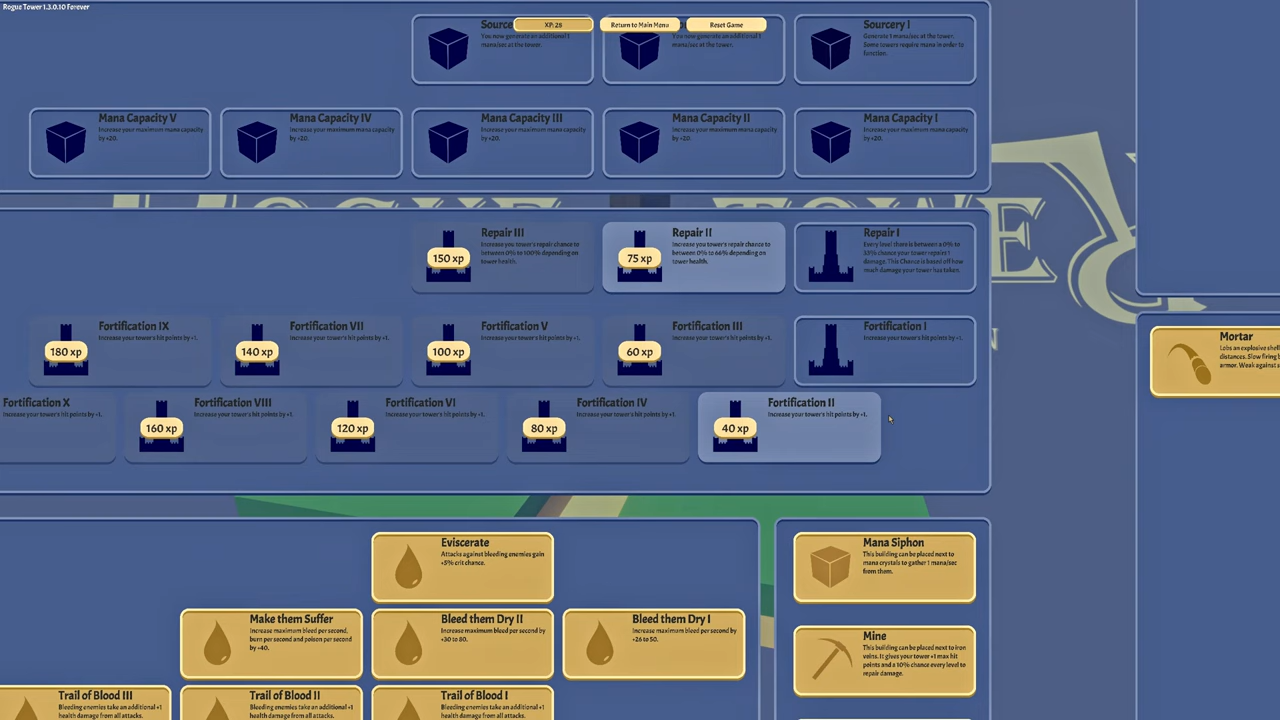 Rogue Tower 1.3.0.10 Forever
XP: 26
Return to Main Menu
Reset Game
Source
You now generate an additional 1
mana/sec at the tower.
You now generate an additional 1
mana/sec at the tower.
Sourcery I
Generate 1 mana/sec at the tower.
Some towers require mana in order to
function.
Mana Capacity V
Increase your maximum mana capacity
by +20.
Mana Capacity IV
Increase your maximum mana capacity
by +20.
Mana Capacity III
Increase your maximum mana capacity
by +20.
Mana Capacity II
Increase your maximum mana capacity
by +20.
Mana Capacity I
Increase your maximum mana capacity
by +20.
Repair III
Increase you tower's repair chance to
between 0% to 100% depending on
tower health.
150 xp
Repair II
Increase you tower's repair chance to
between 0% to 66% depending on
tower health.
75 xp
Repair I
Every level there is between a 0% to
33% chance your tower repairs 1
damage. This Chance is based off how
much damage your tower has taken.
Fortification IX
Increase your tower's hit points by +1.
180 xp
Fortification VII
Increase your tower's hit points by +1.
140 xp
Fortification V
Increase your tower's hit points by +1.
100 xp
Fortification III
Increase your tower's hit points by +1.
60 xp
Fortification I
Increase your tower's hit points by +1.
Fortification X
Increase your tower's hit points by +1.
Fortification VIII
Increase your tower's hit points by +1.
160 xp
Fortification VI
Increase your tower's hit points by +1.
120 xp
Fortification IV
Increase your tower's hit points by +1.
80 xp
Fortification II
Increase your tower's hit points by +1.
40 xp
Mortar
Lobs an explosive shell
distances. Slow firing
armor. Weak against
Eviscerate
Attacks against bleeding enemies gain
+5% crit chance.
Make them Suffer
Increase maximum bleed per second,
burn per second and poison per second
by +40.
Bleed them Dry II
Increase maximum bleed per second by
+30 to 80.
Bleed them Dry I
Increase maximum bleed per second by
+26 to 50.
Trail of Blood III
Bleeding enemies take an additional +1
health damage from all attacks.
Trail of Blood II
Bleeding enemies take an additional +1
health damage from all attacks.
Trail of Blood I
Bleeding enemies take an additional +1
health damage from all attacks.
Mana Siphon
This building can be placed next to
mana crystals to gather 1 mana/sec
from them.
Mine
This building can be placed next to iron
veins. It gives your tower +1 max hit
points and a 10% chance every level to
repair damage.